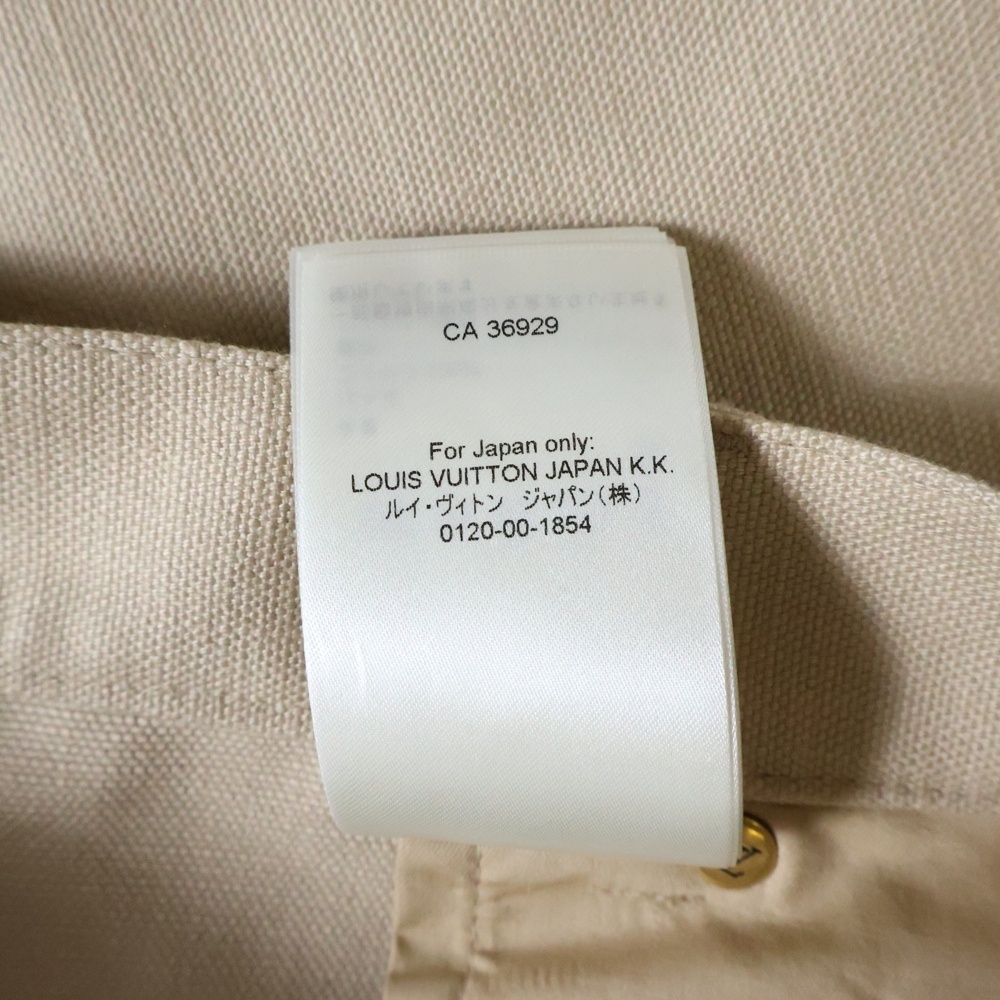 CA 36929
For Japan only:
LOUIS VUITTON JAPAN K.K.
ルイ・ヴィトン ジャパン(株)
0120-00-1854